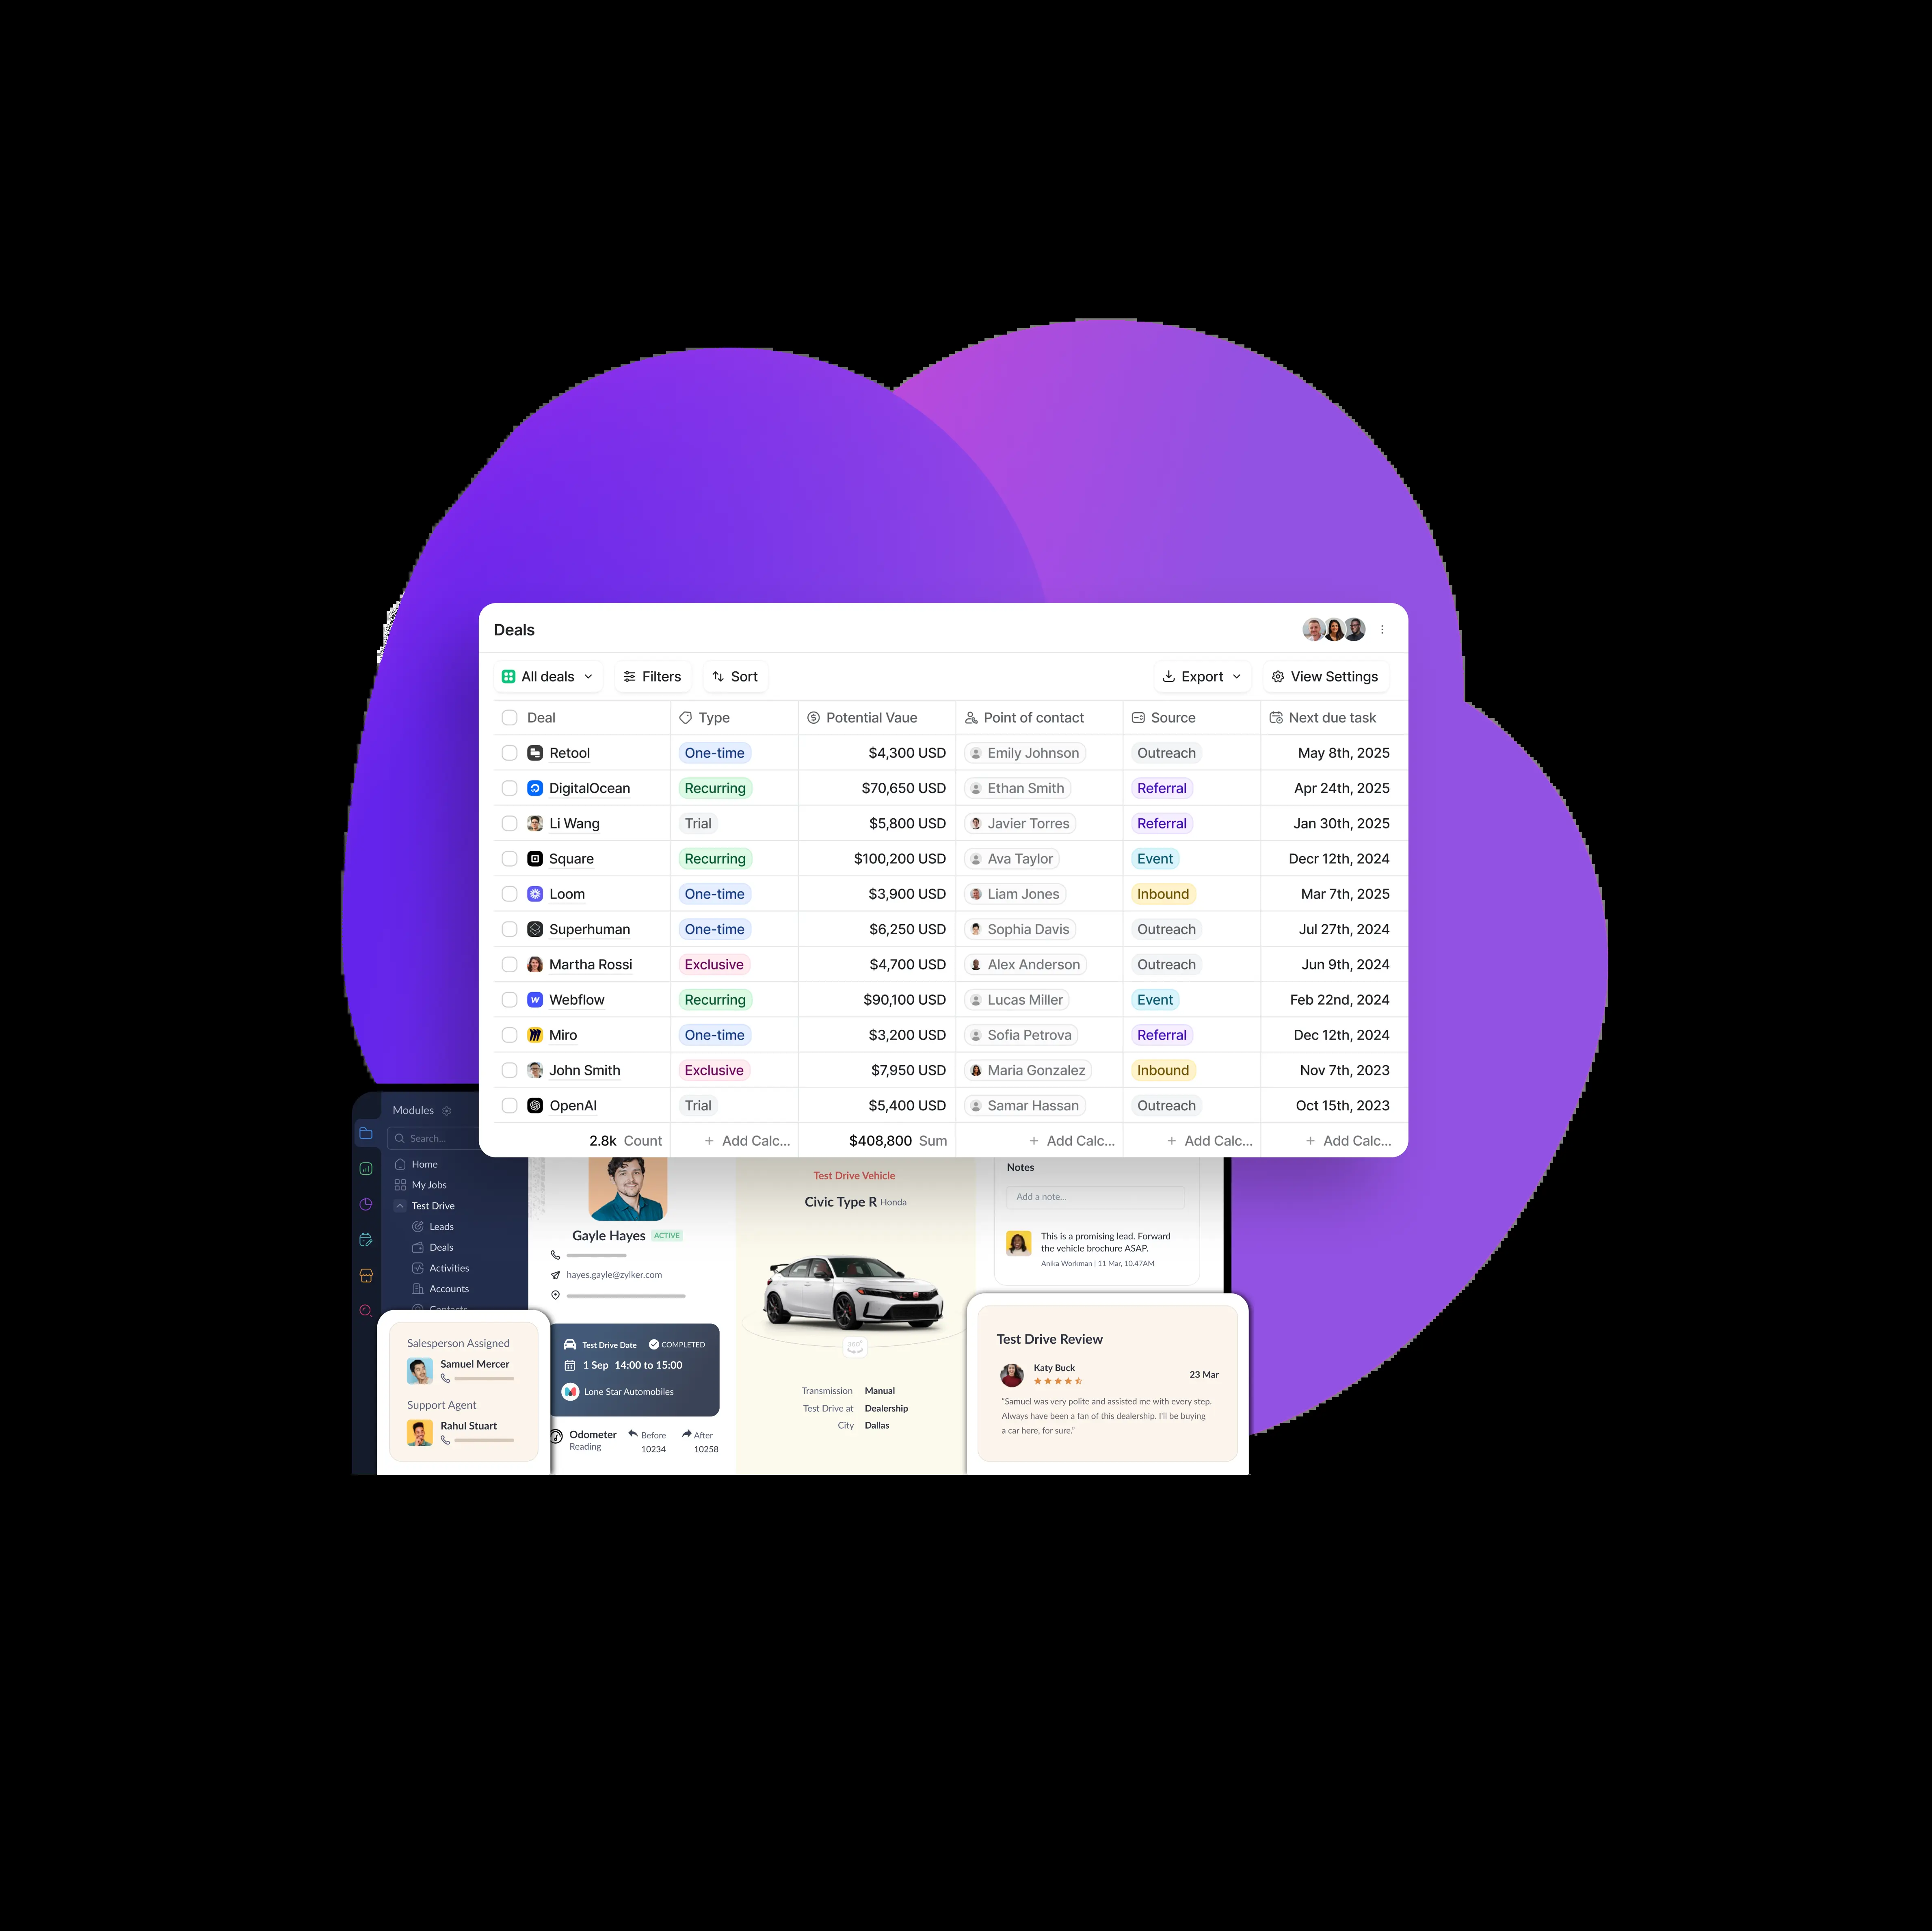 Deals
All deals Filters Sort Export View Settings
Deal Type Potential Vaue Point of contact Source Next due task
Retool One-time $4,300 USD Emily Johnson Outreach May 8th, 2025
DigitalOcean Recurring $70,650 USD Ethan Smith Referral Apr 24th, 2025
Li Wang Trial $5,800 USD Javier Torres Referral Jan 30th, 2025
Square Recurring $100,200 USD Ava Taylor Event Decr 12th, 2024
Loom One-time $3,900 USD Liam Jones Inbound Mar 7th, 2025
Superhuman One-time $6,250 USD Sophia Davis Outreach Jul 27th, 2024
Martha Rossi Exclusive $4,700 USD Alex Anderson Outreach Jun 9th, 2024
Webflow Recurring $90,100 USD Lucas Miller Event Feb 22nd, 2024
Miro One-time $3,200 USD Sofia Petrova Referral Dec 12th, 2024
John Smith Exclusive $7,950 USD Maria Gonzalez Inbound Nov 7th, 2023
OpenAI Trial $5,400 USD Samar Hassan Outreach Oct 15th, 2023
2.8k Count + Add Calc... $408,800 Sum + Add Calc... + Add Calc... + Add Calc...
Modules
Search...
Home
My Jobs
Test Drive
Leads
Deals
Activities
Accounts
Contacts
Salesperson Assigned
Samuel Mercer
Support Agent
Rahul Stuart
Gayle Hayes ACTIVE
hayes.gayle@zylker.com
Test Drive Date COMPLETED
1 Sep 14:00 to 15:00
Lone Star Automobiles
Odometer Before After
Reading 10234 10258
Test Drive Vehicle
Civic Type R Honda
360°
Transmission Manual
Test Drive at Dealership
City Dallas
Notes
Add a note...
This is a promising lead. Forward
the vehicle brochure ASAP.
Anika Workman | 11 Mar, 10.47AM
Test Drive Review
Katy Buck
23 Mar
“Samuel was very polite and assisted me with every step.
Always have been a fan of this dealership. I'll be buying
a car here, for sure.”